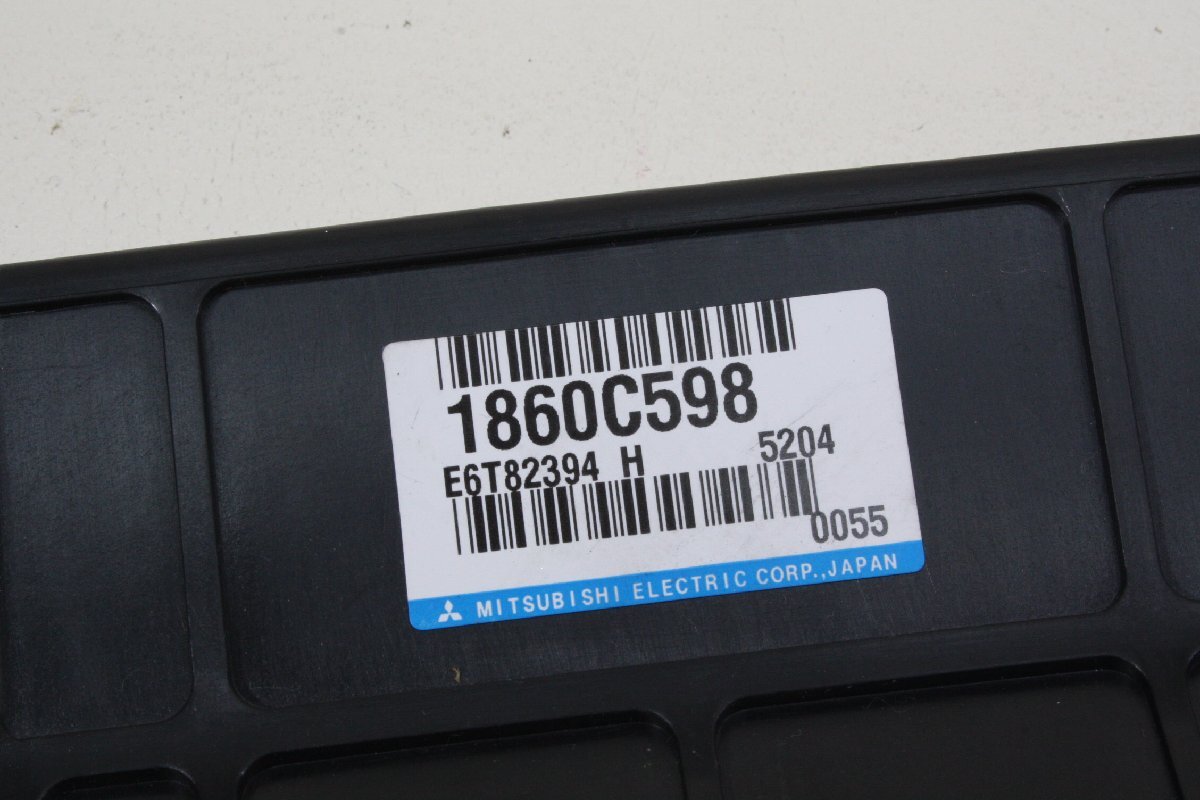 1860C598
E6T82394 H 5204
0055
MITSUBISHI ELECTRIC CORP.,JAPAN